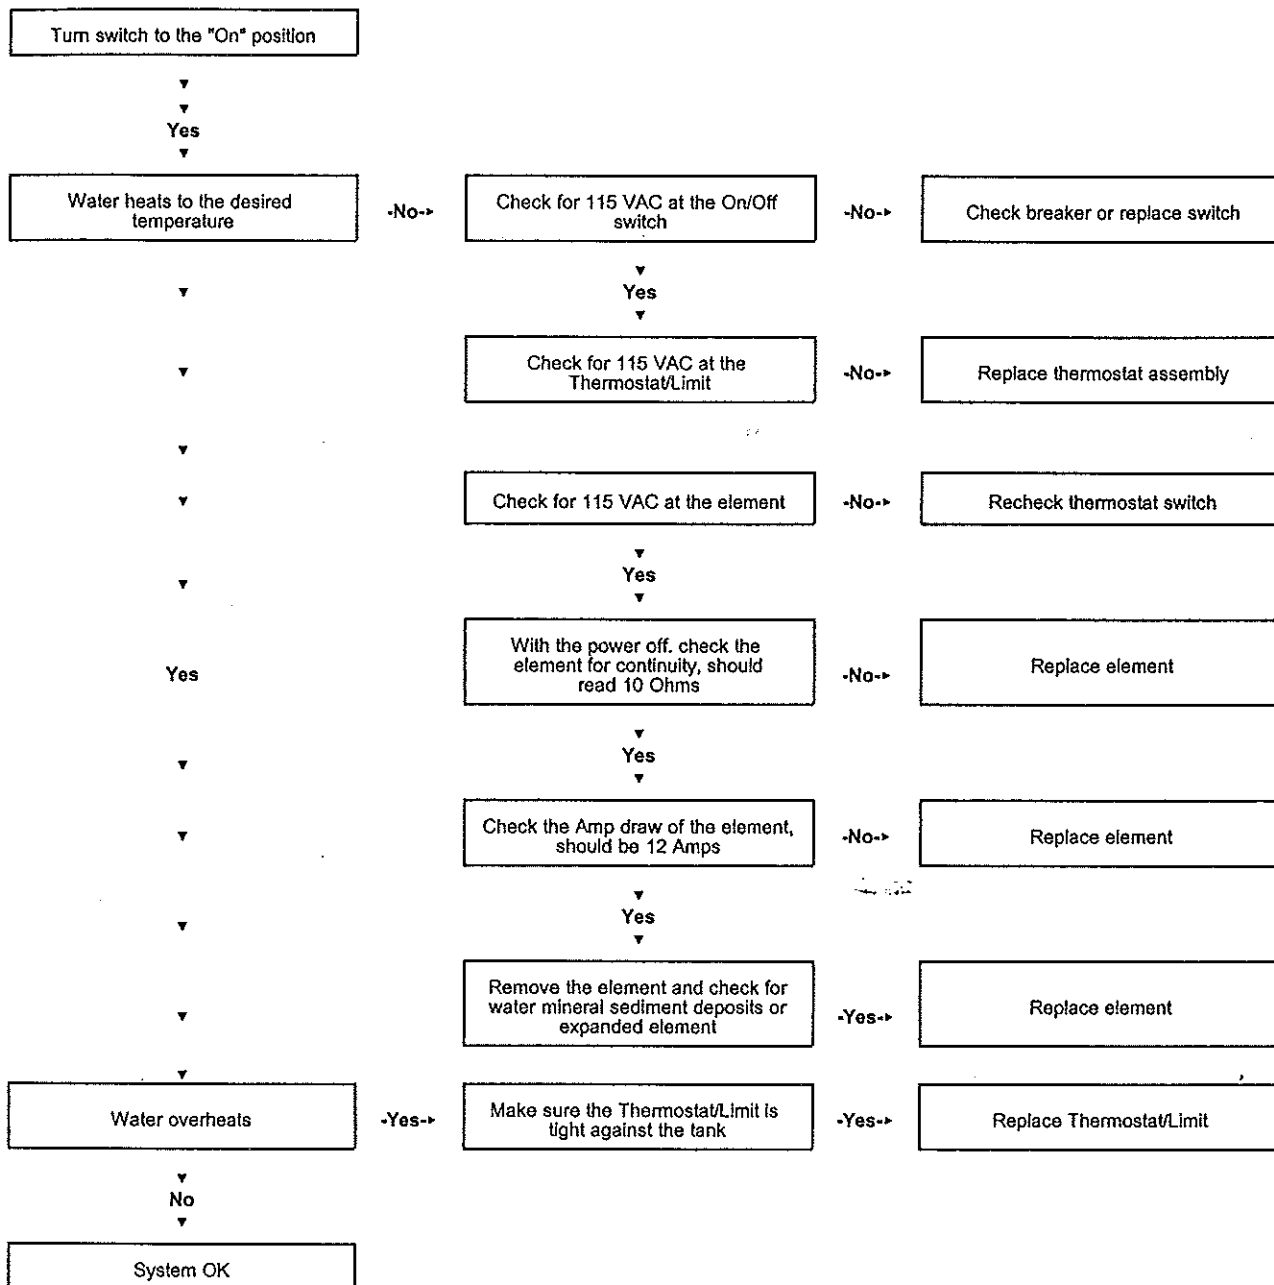 Turn switch to the "On" position
Yes
Water heats to the desired
temperature
-No-
Check for 115 VAC at the On/Off
switch
-No-
Check breaker or replace switch
Yes
Check for 115 VAC at the
Thermostat/Limit
-No-
Replace thermostat assembly
Check for 115 VAC at the element
-No-
Recheck thermostat switch
Yes
With the power off. check the
element for continuity, should
read 10 Ohms
-No-
Replace element
Yes
Yes
Check the Amp draw of the element,
should be 12 Amps
-No-
Replace element
Yes
Remove the element and check for
water mineral sediment deposits or
expanded element
-Yes-
Replace element
Water overheats
-Yes-
Make sure the Thermostat/Limit is
tight against the tank
-Yes-
Replace Thermostat/Limit
No
System OK